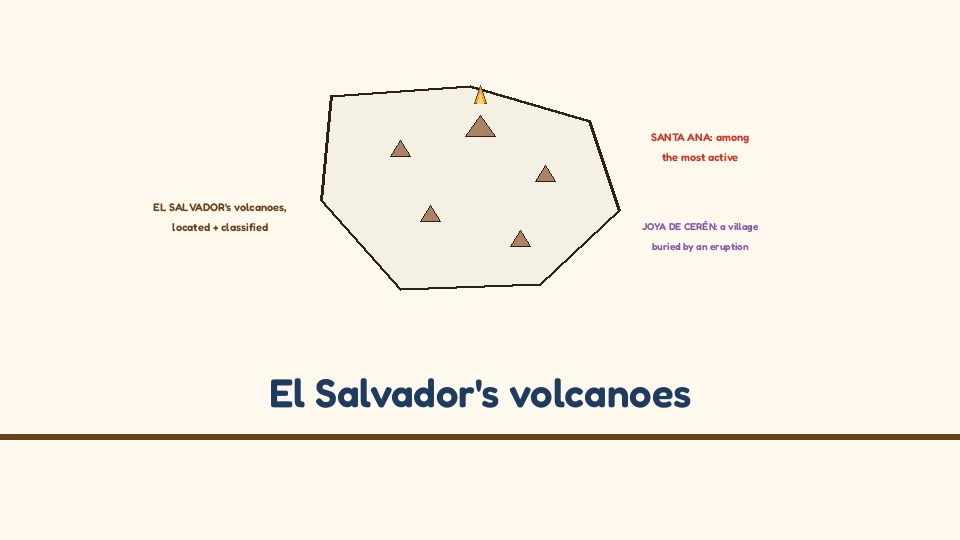 SANTA ANA: among
the most active
EL SALVADOR's volcanoes,
located + classified
JOYA DE CERÉN: a village
buried by an eruption
El Salvador's volcanoes